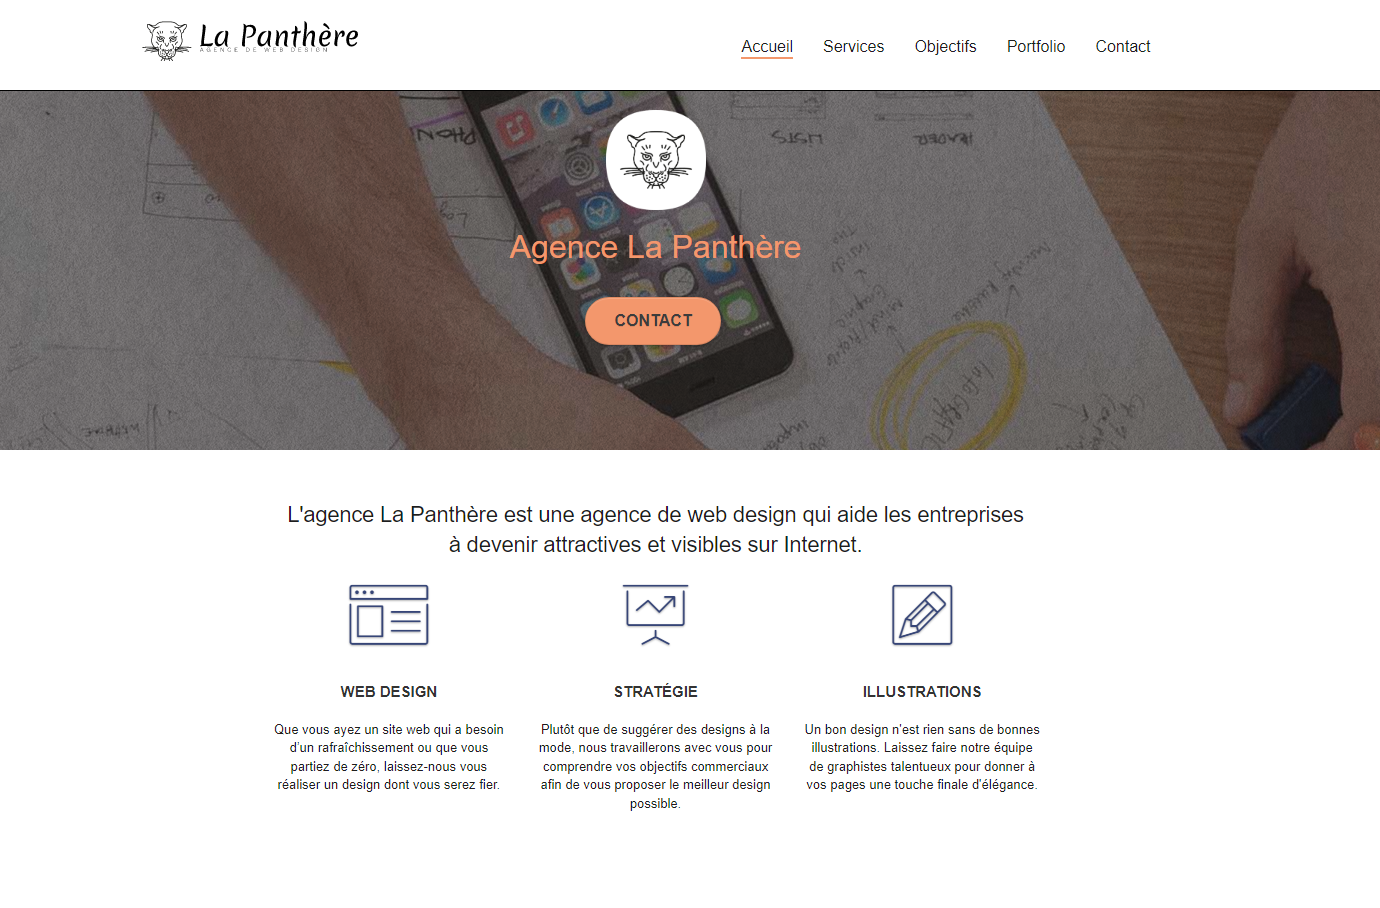 La Panthère
AGENCE DE WEB DESIGN
Accueil Services Objectifs Portfolio Contact
LISTS
HEADER
Agence La Panthère
CONTACT
L'agence La Panthère est une agence de web design qui aide les entreprises
à devenir attractives et visibles sur Internet.
WEB DESIGN
Que vous ayez un site web qui a besoin
d'un rafraîchissement ou que vous
partiez de zéro, laissez-nous vous
réaliser un design dont vous serez fier.
STRATÉGIE
Plutôt que de suggérer des designs à la
mode, nous travaillerons avec vous pour
comprendre vos objectifs commerciaux
afin de vous proposer le meilleur design
possible.
ILLUSTRATIONS
Un bon design n'est rien sans de bonnes
illustrations. Laissez faire notre équipe
de graphistes talentueux pour donner à
vos pages une touche finale d'élégance.